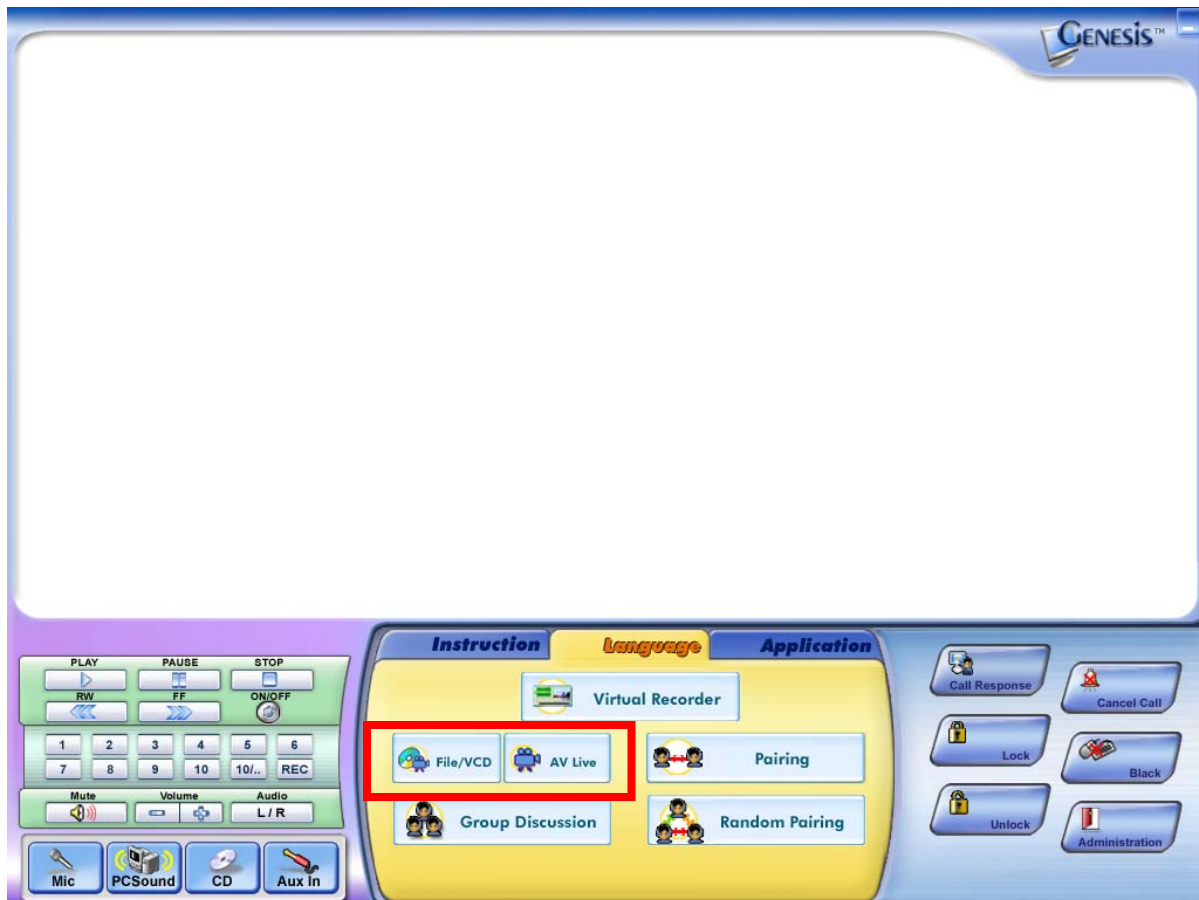 GENESIS™
Instruction Language Application
Virtual Recorder
File/VCD AV Live Pairing
Group Discussion Random Pairing
PLAY PAUSE STOP
RW FF ON/OFF
1 2 3 4 5 6
7 8 9 10 10/.. REC
Mute Volume Audio
L / R
Mic PCSound CD Aux In
Call Response
Cancel Call
Lock
Black
Unlock
Administration